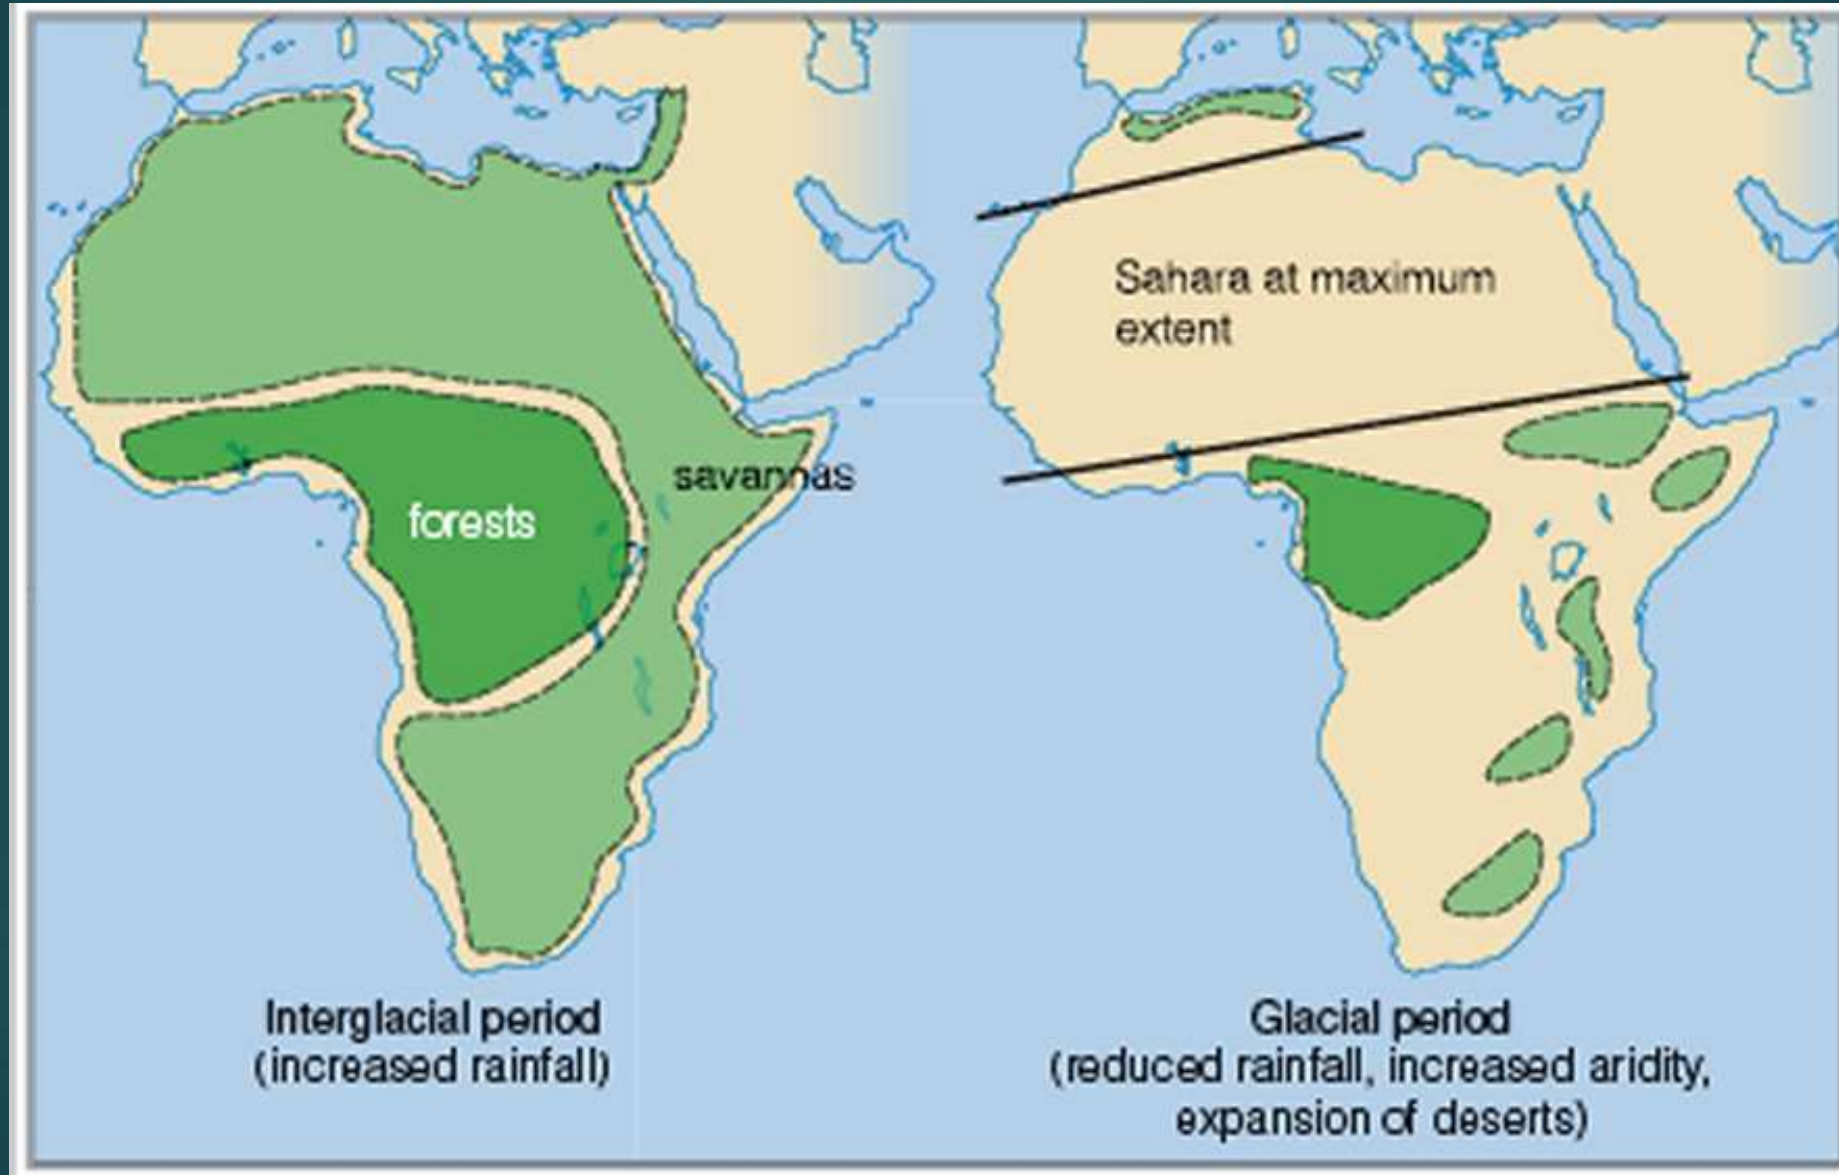 forests
savannas
Interglacial period
(increased rainfall)
Sahara at maximum
extent
Glacial period
(reduced rainfall, increased aridity,
expansion of deserts)